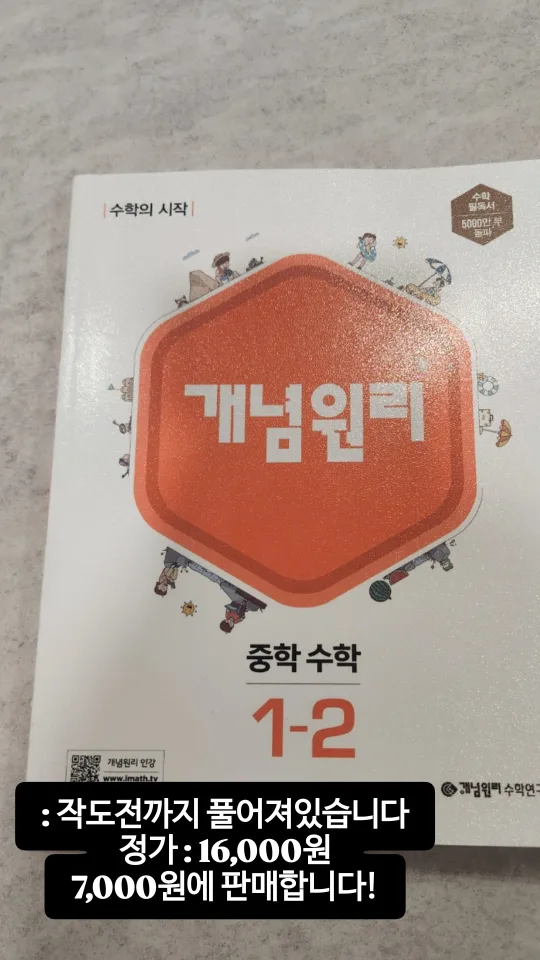 수학의 시작
수학
필독서
5000만 부
돌파
개념원리
중학 수학
1-2
개념원리 인강
www.imath.tv
개념원리 수학연구
: 작도전까지 풀어져있습니다
정가 : 16,000원
7,000원에 판매합니다!